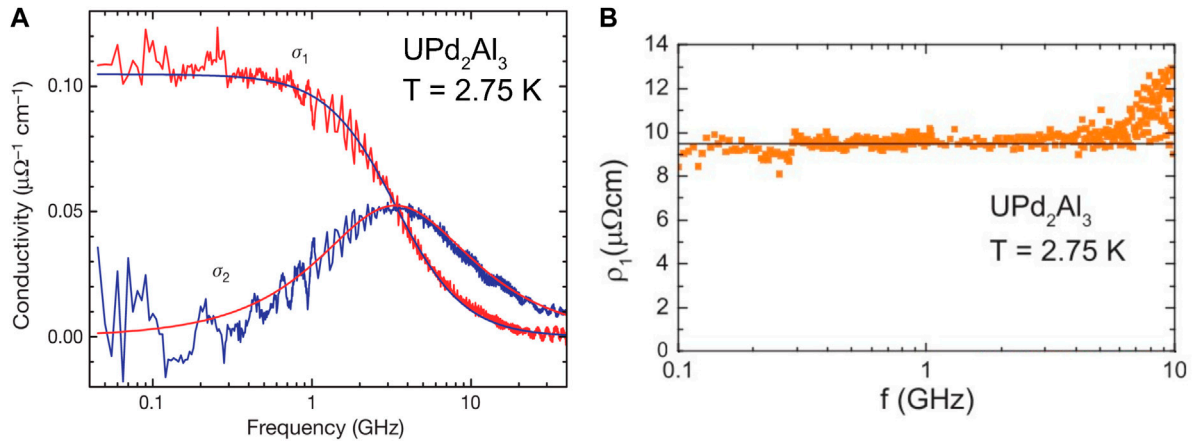 A
UPd₂Al₃
T = 2.75 K
σ₁
σ₂
Conductivity (μΩ⁻¹ cm⁻¹)
0.10
0.05
0.00
0.1
1
10
Frequency (GHz)
B
14
12
10
8
6
4
2
0
ρ₁(μΩcm)
UPd₂Al₃
T = 2.75 K
0.1
1
10
f (GHz)